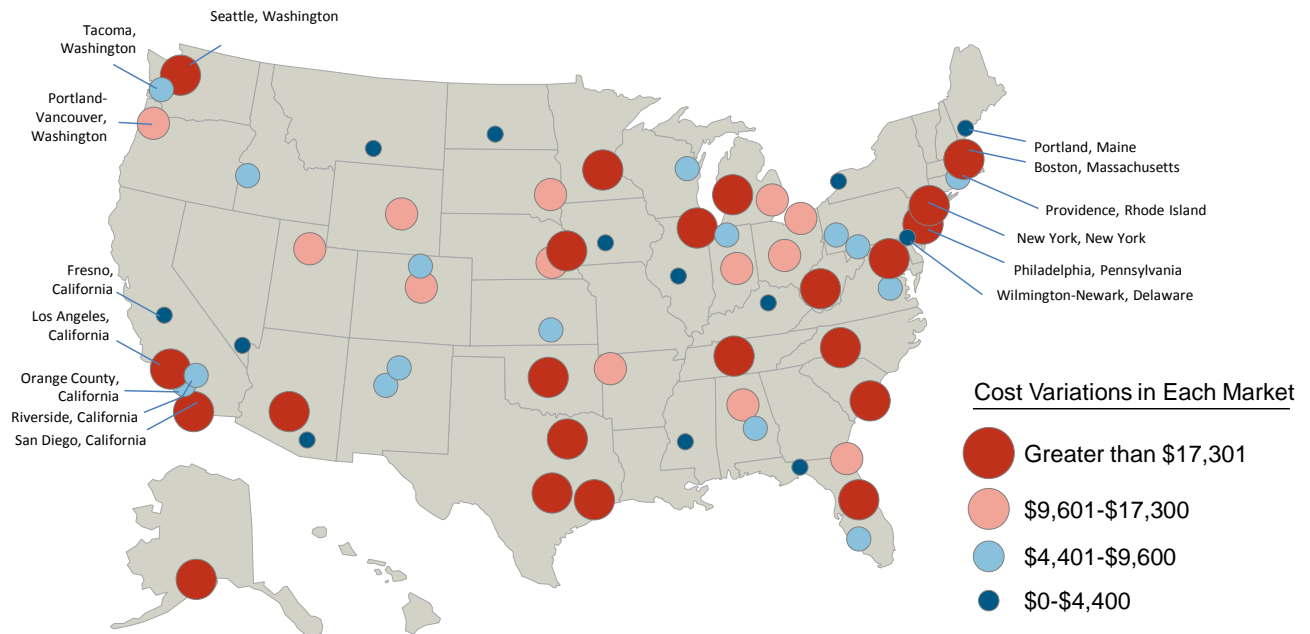 Seattle, Washington
Tacoma,
Washington
Portland-
Vancouver,
Washington
Fresno,
California
Los Angeles,
California
Orange County,
California
Riverside, California
San Diego, California
Portland, Maine
Boston, Massachusetts
Providence, Rhode Island
New York, New York
Philadelphia, Pennsylvania
Wilmington-Newark, Delaware
Cost Variations in Each Market
Greater than $17,301
$9,601-$17,300
$4,401-$9,600
$0-$4,400